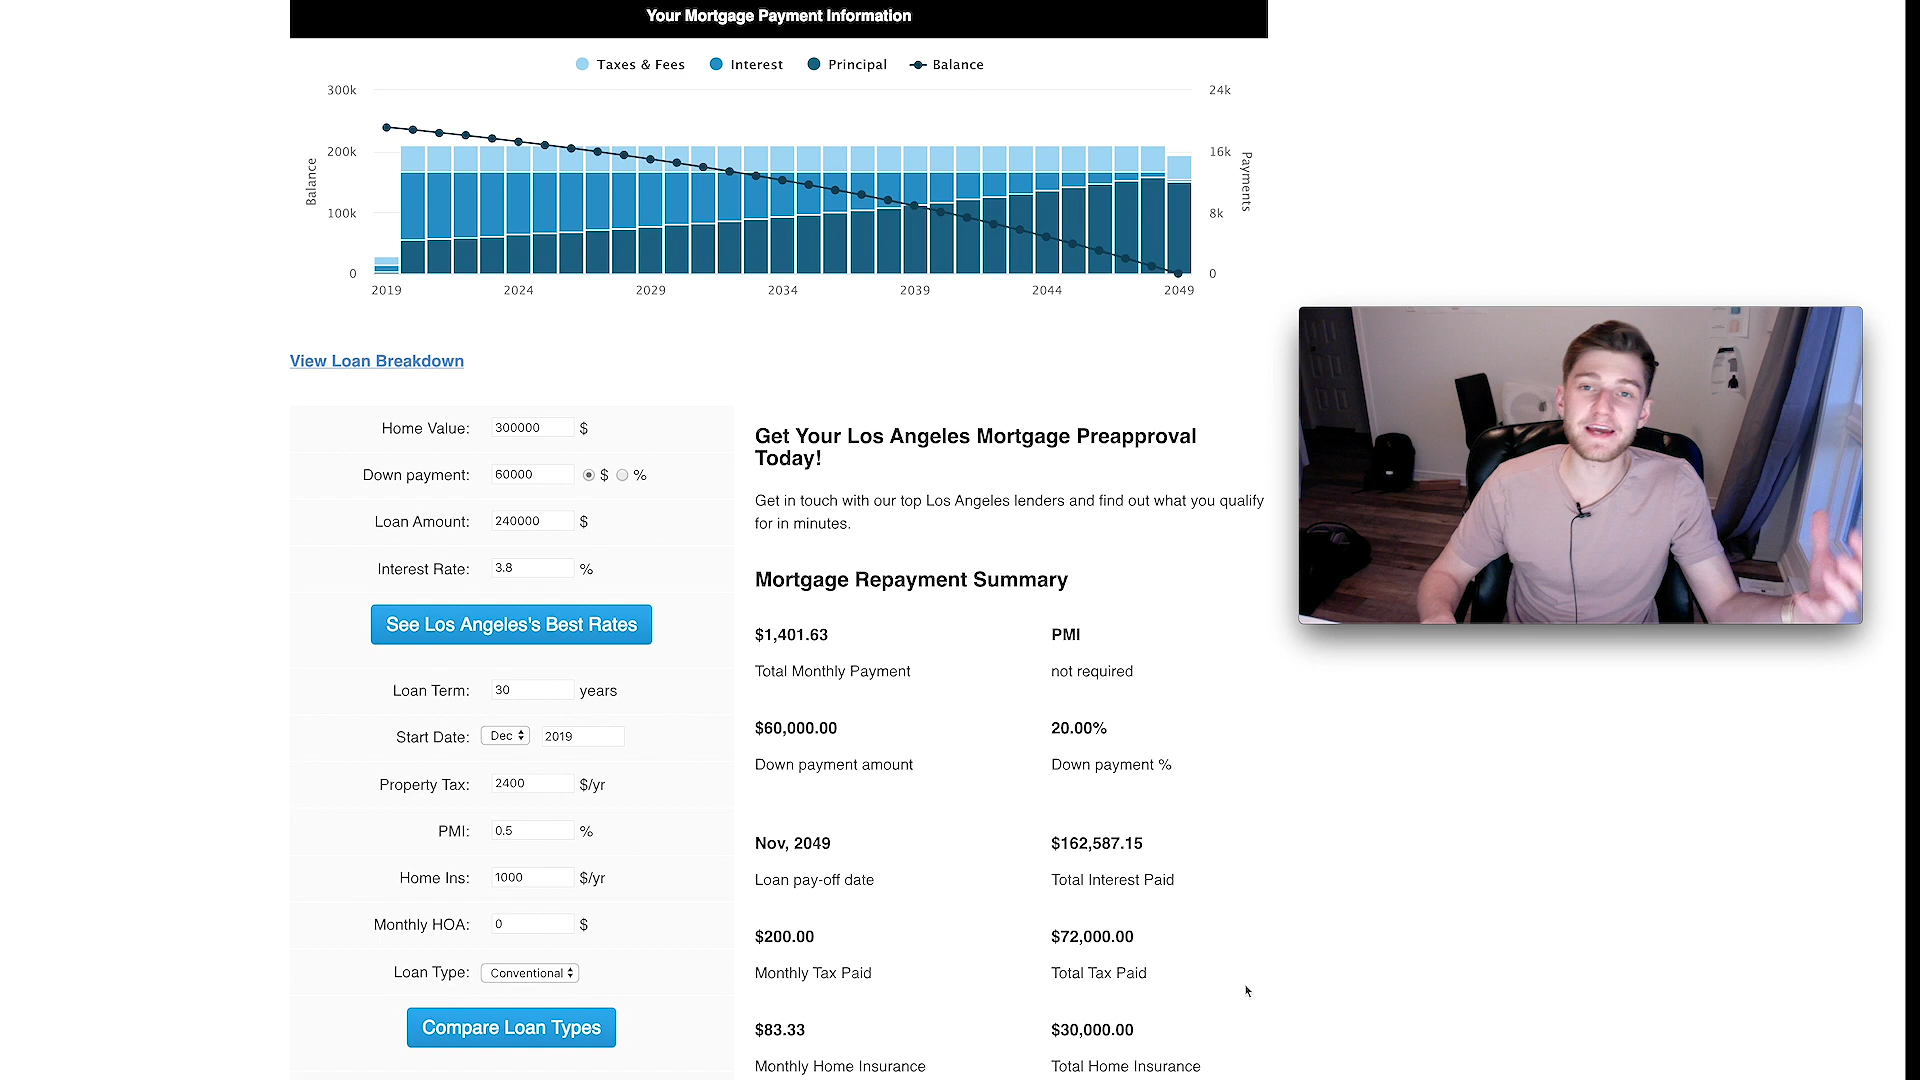 Your Mortgage Payment Information
Taxes & Fees Interest Principal Balance
300k 24k
200k 16k
100k 8k
0 0
Balance
Payments
2019 2024 2029 2034 2039 2044 2049
View Loan Breakdown
Home Value: 300000 $
Down payment: 60000 $ %
Loan Amount: 240000 $
Interest Rate: 3.8 %
See Los Angeles's Best Rates
Loan Term: 30 years
Start Date: Dec 2019
Property Tax: 2400 $/yr
PMI: 0.5 %
Home Ins: 1000 $/yr
Monthly HOA: 0 $
Loan Type: Conventional
Compare Loan Types
Get Your Los Angeles Mortgage Preapproval
Today!
Get in touch with our top Los Angeles lenders and find out what you qualify
for in minutes.
Mortgage Repayment Summary
$1,401.63 PMI
Total Monthly Payment not required
$60,000.00 20.00%
Down payment amount Down payment %
Nov, 2049 $162,587.15
Loan pay-off date Total Interest Paid
$200.00 $72,000.00
Monthly Tax Paid Total Tax Paid
$83.33 $30,000.00
Monthly Home Insurance Total Home Insurance